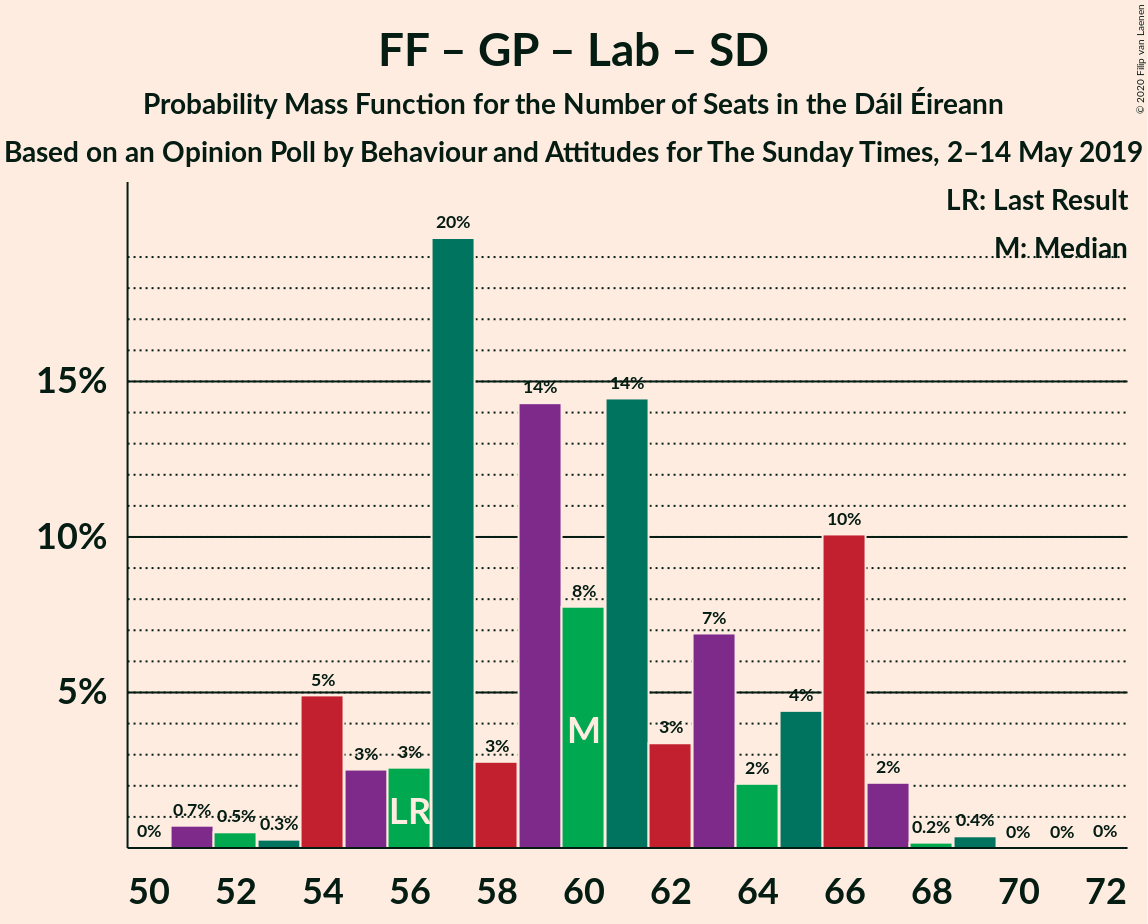 FF – GP – Lab – SD
Probability Mass Function for the Number of Seats in the Dáil Éireann
Based on an Opinion Poll by Behaviour and Attitudes for The Sunday Times, 2–14 May 2019
© 2020 Filip van Laenen
LR: Last Result
M: Median
15%
10%
5%
0%
0.7%
0.5%
0.3%
5%
3%
3%
20%
3%
14%
8%
14%
3%
7%
2%
4%
10%
2%
0.2%
0.4%
0%
0%
0%
LR
M
50 52 54 56 58 60 62 64 66 68 70 72